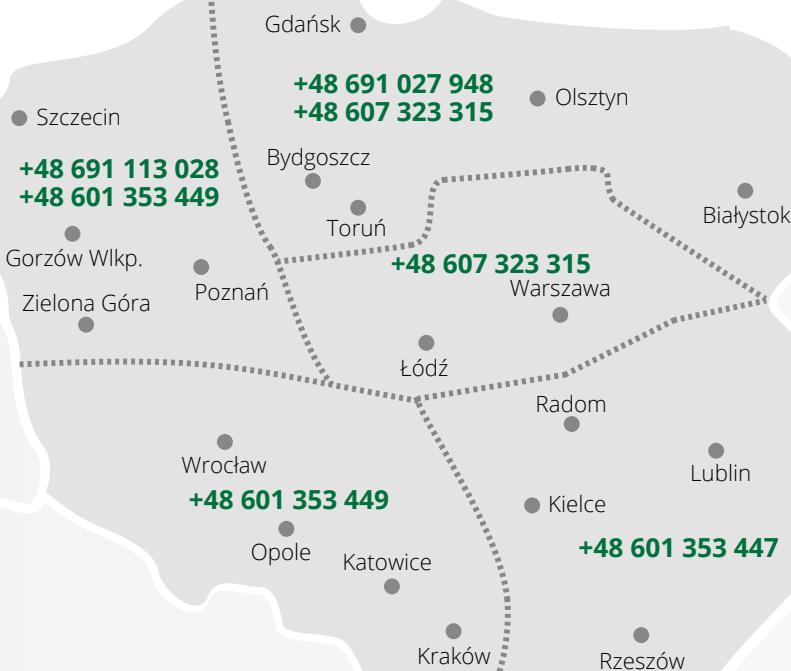 Gdańsk
+48 691 027 948
+48 607 323 315
Olsztyn
Szczecin
+48 691 113 028
+48 601 353 449
Bydgoszcz
Toruń
Białystok
Gorzów Wlkp.
Poznań
Zielona Góra
+48 607 323 315
Warszawa
Łódź
Radom
Wrocław
Lublin
+48 601 353 449
Kielce
Opole
Katowice
+48 601 353 447
Kraków
Rzeszów